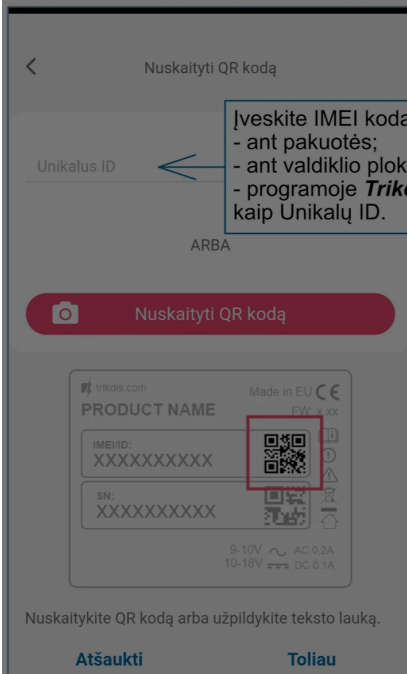 Nuskaityti QR kodą
Įveskite IMEI koda
- ant pakuotės;
Unikalus ID
- ant valdiklio plok
- programoje Trik
kaip Unikalų ID.
ARBA
Nuskaityti QR kodą
trikdis.com
Made in EU CE
PRODUCT NAME
FW x.xx
IMEI/ID:
XXXXXXXXXX
SN:
XXXXXXXXXX
9-10V AC 0.2A
10-18V DC 0.1A
Nuskaitykite QR kodą arba užpildykite teksto lauką.
Atšaukti
Toliau